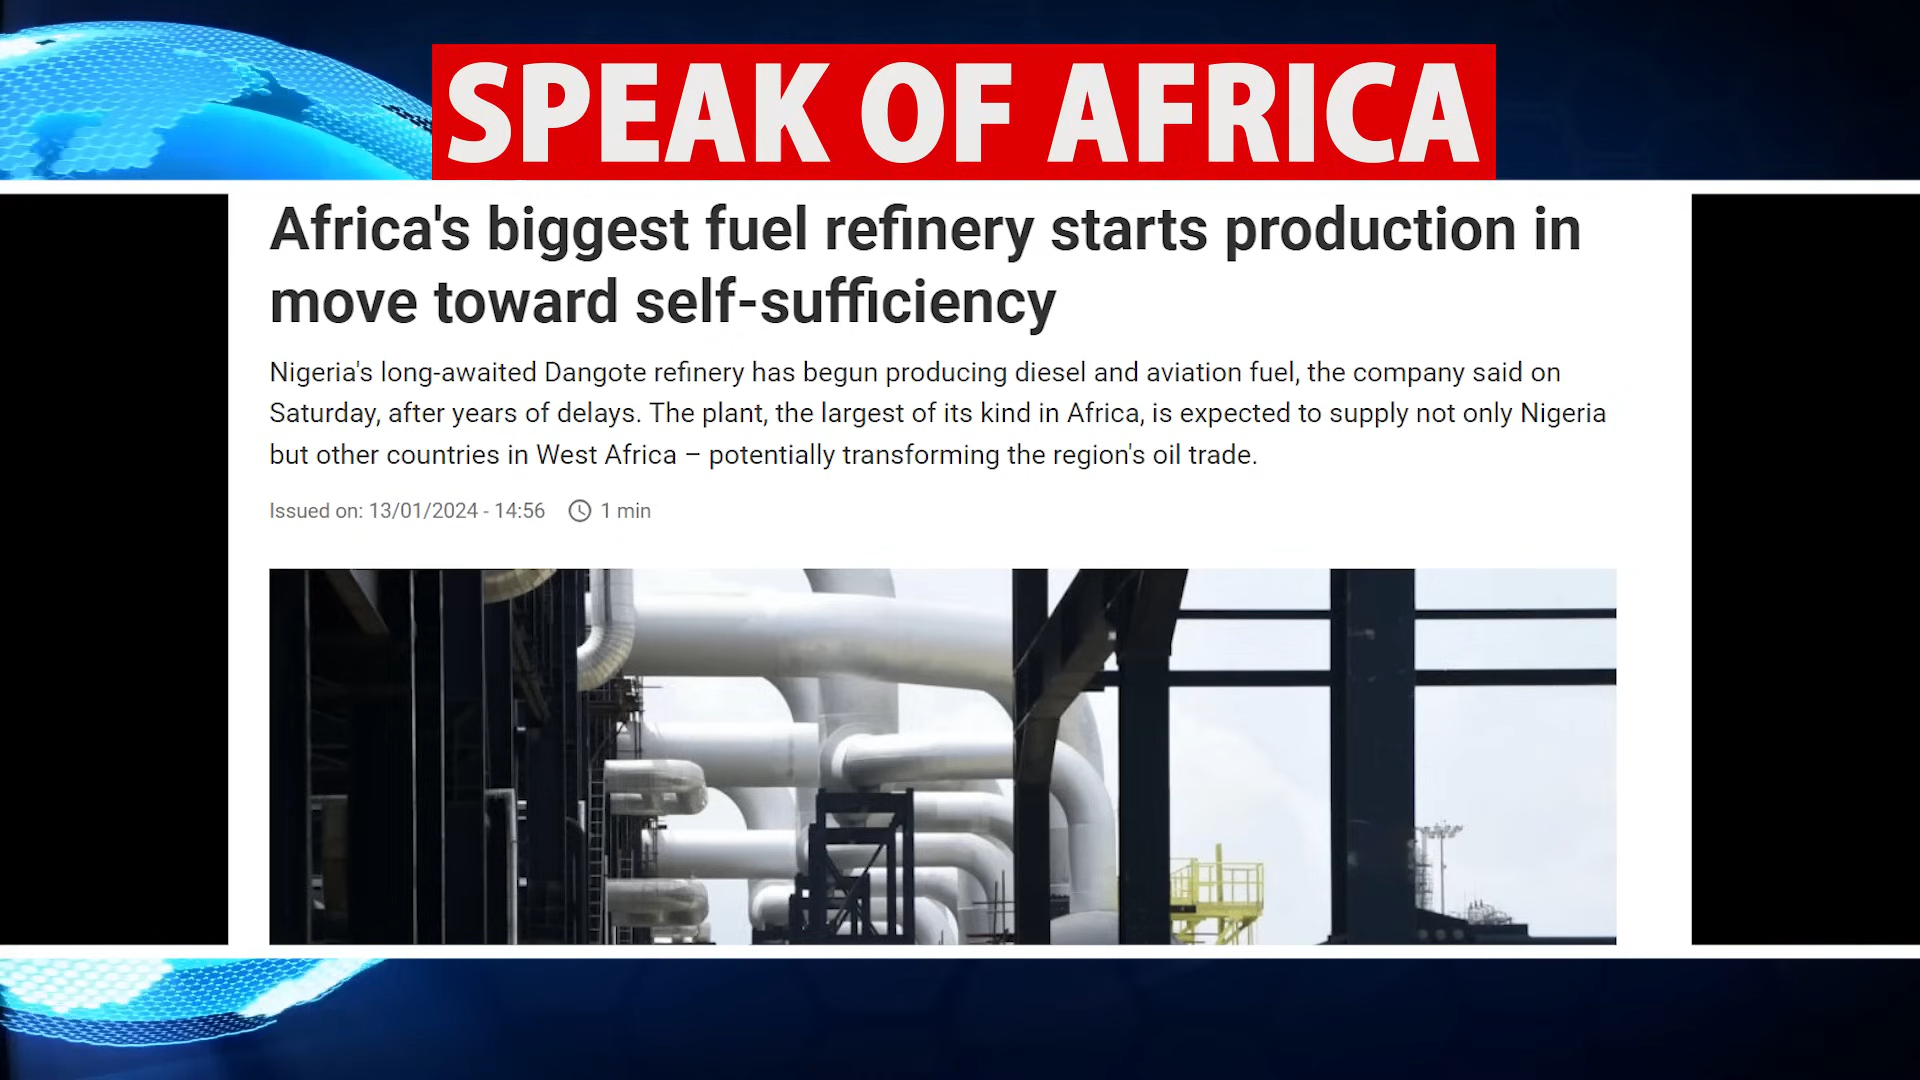 SPEAK OF AFRICA
Africa's biggest fuel refinery starts production in
move toward self-sufficiency
Nigeria's long-awaited Dangote refinery has begun producing diesel and aviation fuel, the company said on
Saturday, after years of delays. The plant, the largest of its kind in Africa, is expected to supply not only Nigeria
but other countries in West Africa – potentially transforming the region's oil trade.
Issued on: 13/01/2024 - 14:56 1 min